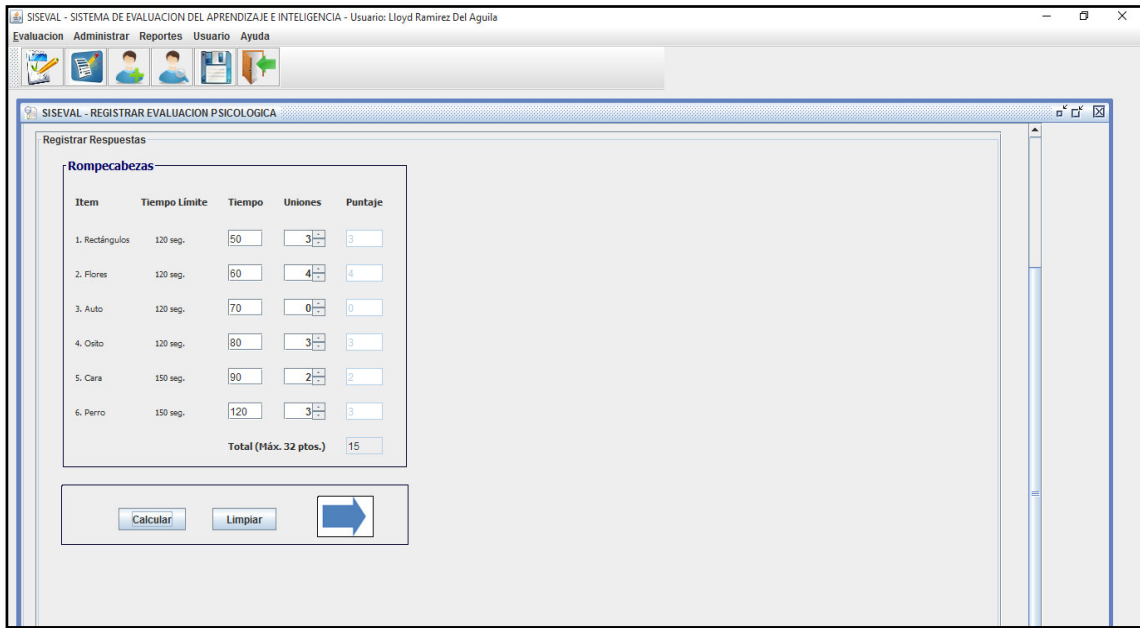 SISEVAL - SISTEMA DE EVALUACION DEL APRENDIZAJE E INTELIGENCIA - Usuario: Lloyd Ramirez Del Aguila
Evaluacion Administrar Reportes Usuario Ayuda
SISEVAL - REGISTRAR EVALUACION PSICOLOGICA
Registrar Respuestas
Rompecabezas
Item Tiempo Límite Tiempo Uniones Puntaje
1. Rectángulos 120 seg. 50 3 3
2. Flores 120 seg. 60 4 4
3. Auto 120 seg. 70 0 0
4. Osito 120 seg. 80 3 3
5. Cara 150 seg. 90 2 2
6. Perro 150 seg. 120 3 3
Total (Máx. 32 ptos.) 15
Calcular Limpiar